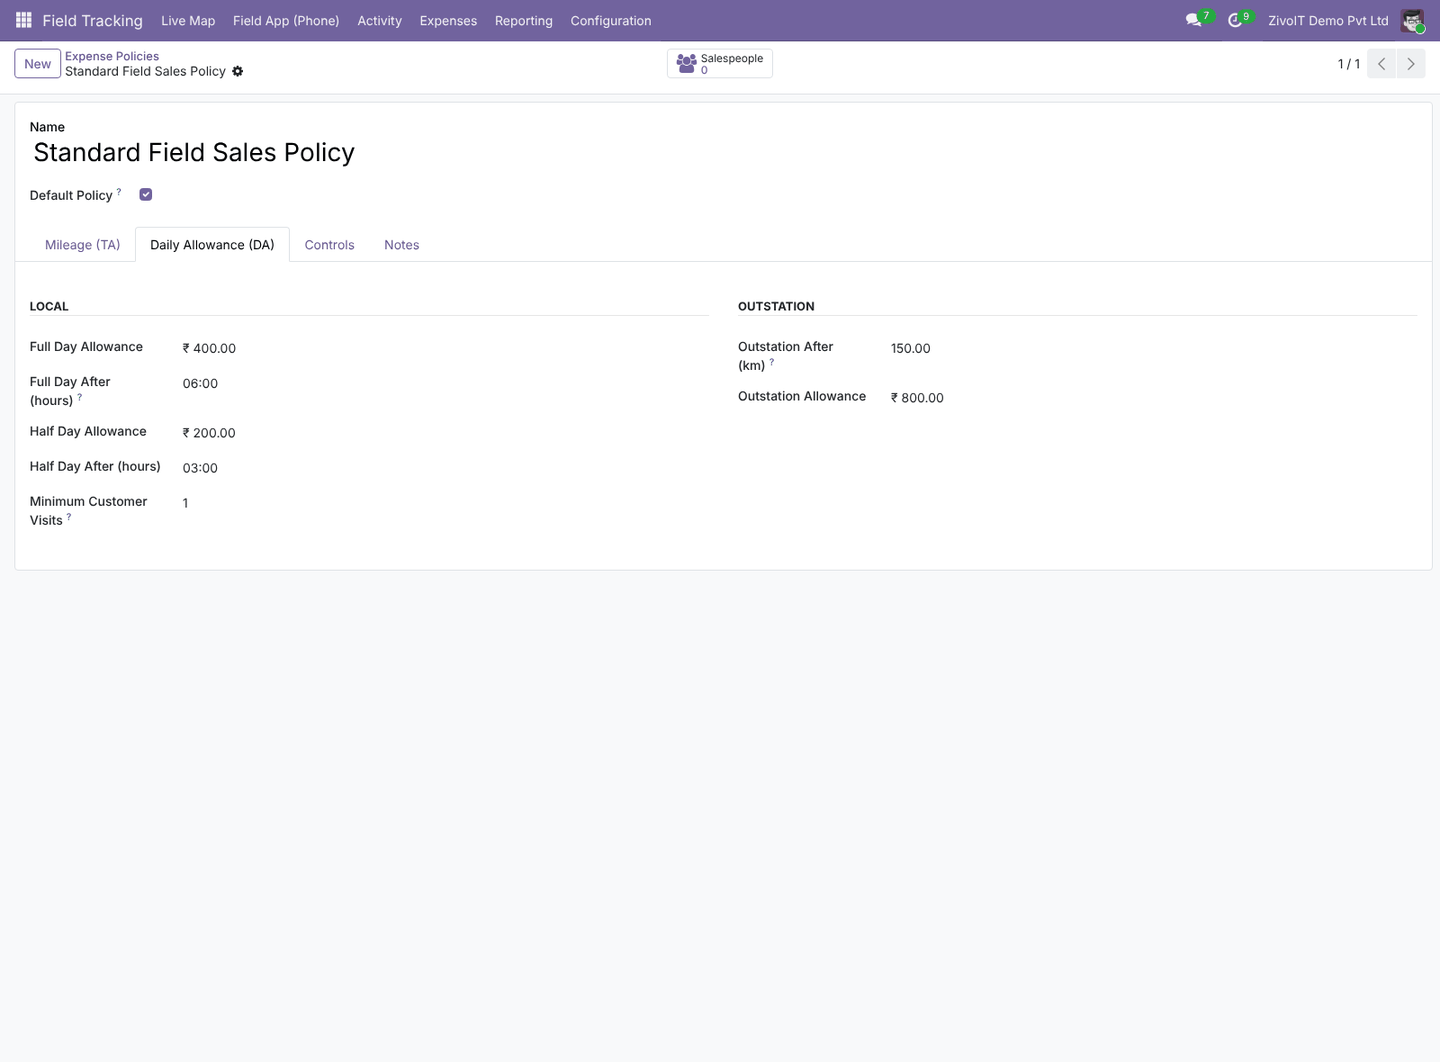 Field Tracking Live Map Field App (Phone) Activity Expenses Reporting Configuration 7 9 ZivoIT Demo Pvt Ltd
New Expense Policies
Standard Field Sales Policy
Salespeople
0
1 / 1
Name
Standard Field Sales Policy
Default Policy ?
Mileage (TA) Daily Allowance (DA) Controls Notes
LOCAL
Full Day Allowance ₹ 400.00
Full Day After
(hours) ? 06:00
Half Day Allowance ₹ 200.00
Half Day After (hours) 03:00
Minimum Customer
Visits ? 1
OUTSTATION
Outstation After
(km) ? 150.00
Outstation Allowance ₹ 800.00